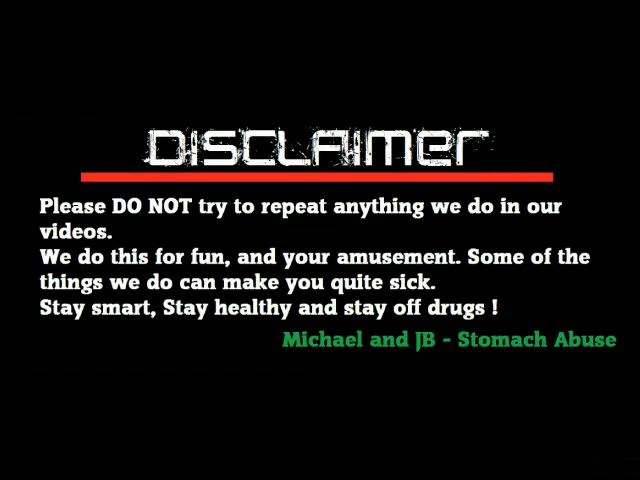 DISCLAIMER
Please DO NOT try to repeat anything we do in our
videos.
We do this for fun, and your amusement. Some of the
things we do can make you quite sick.
Stay smart, Stay healthy and stay off drugs !
Michael and JB - Stomach Abuse